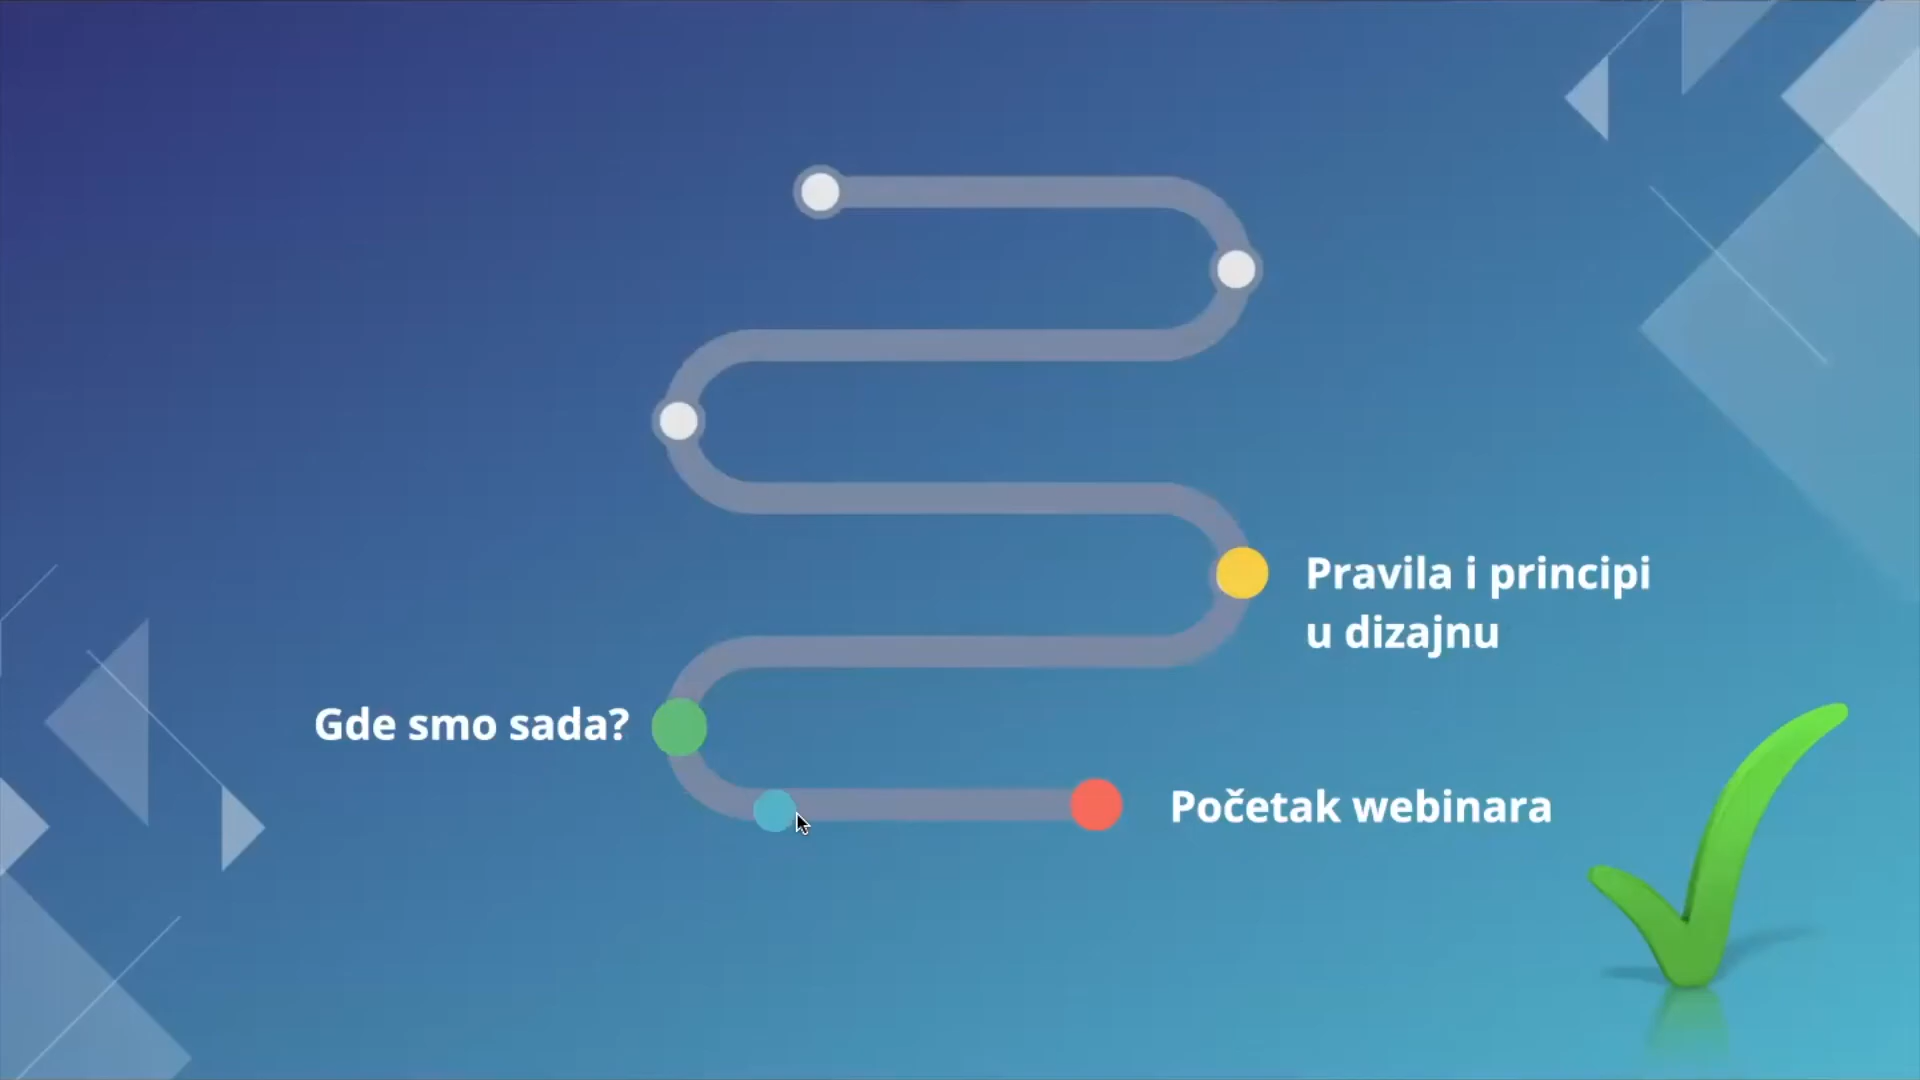 Pravila i principi
u dizajnu
Gde smo sada?
Početak webinara